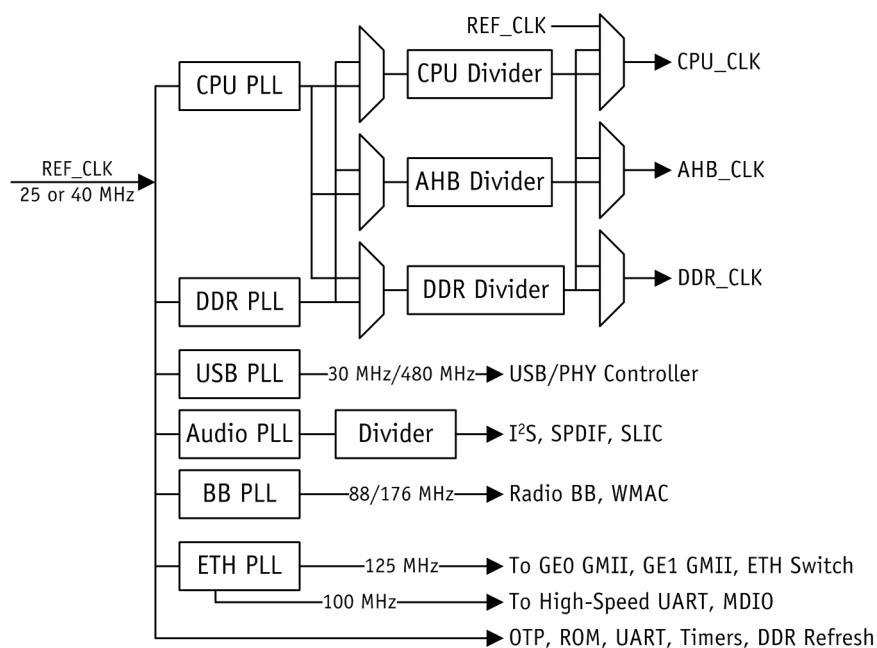 REF_CLK
CPU PLL
CPU Divider
CPU_CLK
REF_CLK
25 or 40 MHz
AHB Divider
AHB_CLK
DDR PLL
DDR Divider
DDR_CLK
USB PLL
30 MHz/480 MHz
USB/PHY Controller
Audio PLL
Divider
I²S, SPDIF, SLIC
BB PLL
88/176 MHz
Radio BB, WMAC
ETH PLL
125 MHz
To GE0 GMII, GE1 GMII, ETH Switch
100 MHz
To High-Speed UART, MDIO
OTP, ROM, UART, Timers, DDR Refresh